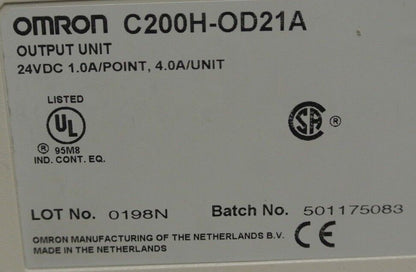 OMRON C200H-OD21A
OUTPUT UNIT
24VDC 1.0A/POINT, 4.0A/UNIT
LISTED
UL
® 95M8
IND. CONT. EQ.
SA ®
LOT No. 0198N Batch No. 501175083
OMRON MANUFACTURING OF THE NETHERLANDS B.V.
MADE IN THE NETHERLANDS
CE